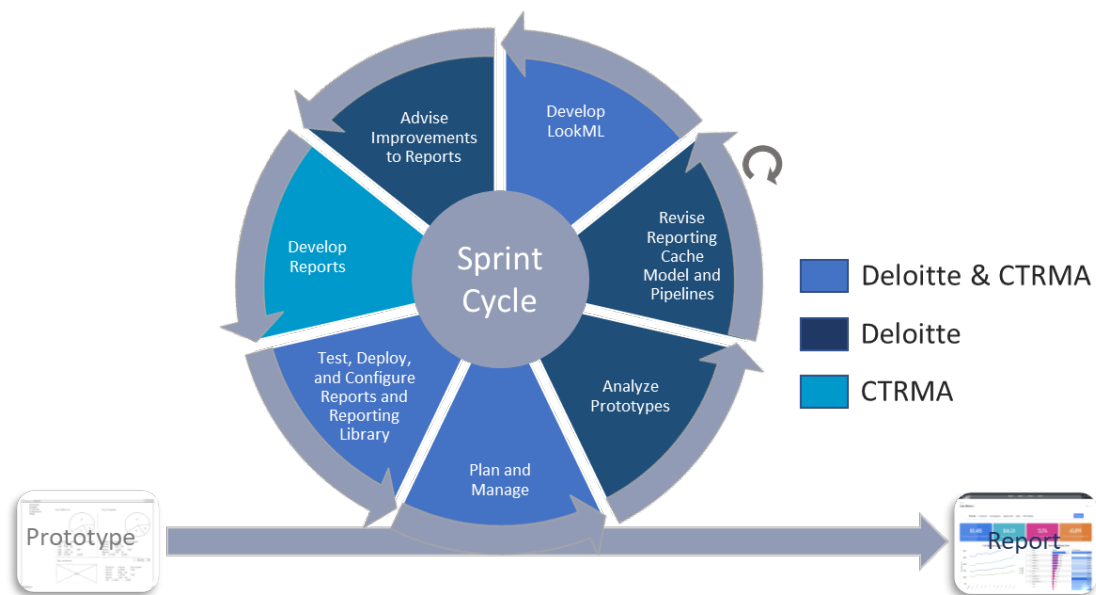 Advise
Improvements
to Reports
Develop
LookML
Revise
Reporting
Cache
Model and
Pipelines
Develop
Reports
Sprint
Cycle
Deloitte & CTRMA
Deloitte
CTRMA
Test, Deploy,
and Configure
Reports and
Reporting
Library
Analyze
Prototypes
Plan and
Manage
Prototype
Report